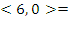 < 6, 0 > =